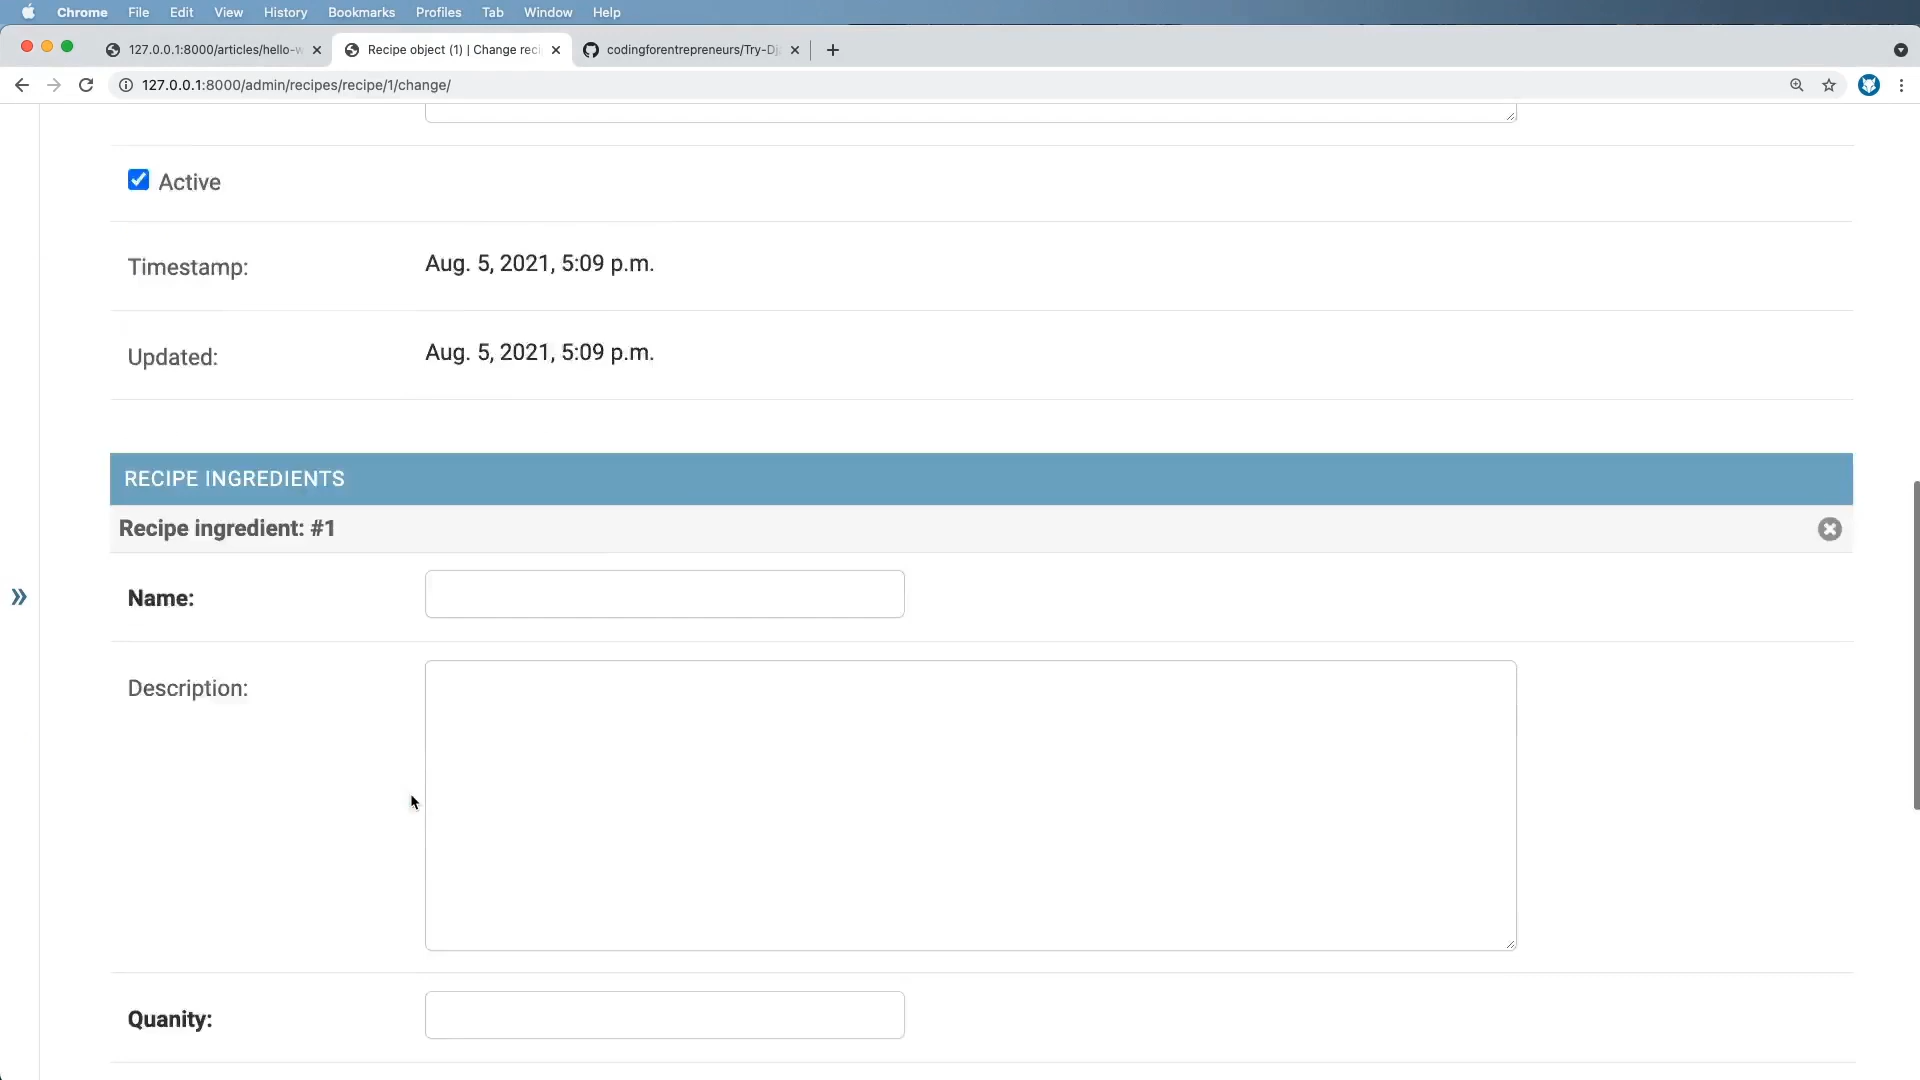 Chrome File Edit View History Bookmarks Profiles Tab Window Help
127.0.0.1:8000/articles/hello-w Recipe object (1) | Change reci codingforentrepreneurs/Try-Dj
127.0.0.1:8000/admin/recipes/recipe/1/change/
Active
Timestamp: Aug. 5, 2021, 5:09 p.m.
Updated: Aug. 5, 2021, 5:09 p.m.
RECIPE INGREDIENTS
Recipe ingredient: #1
Name:
Description:
Quanity: